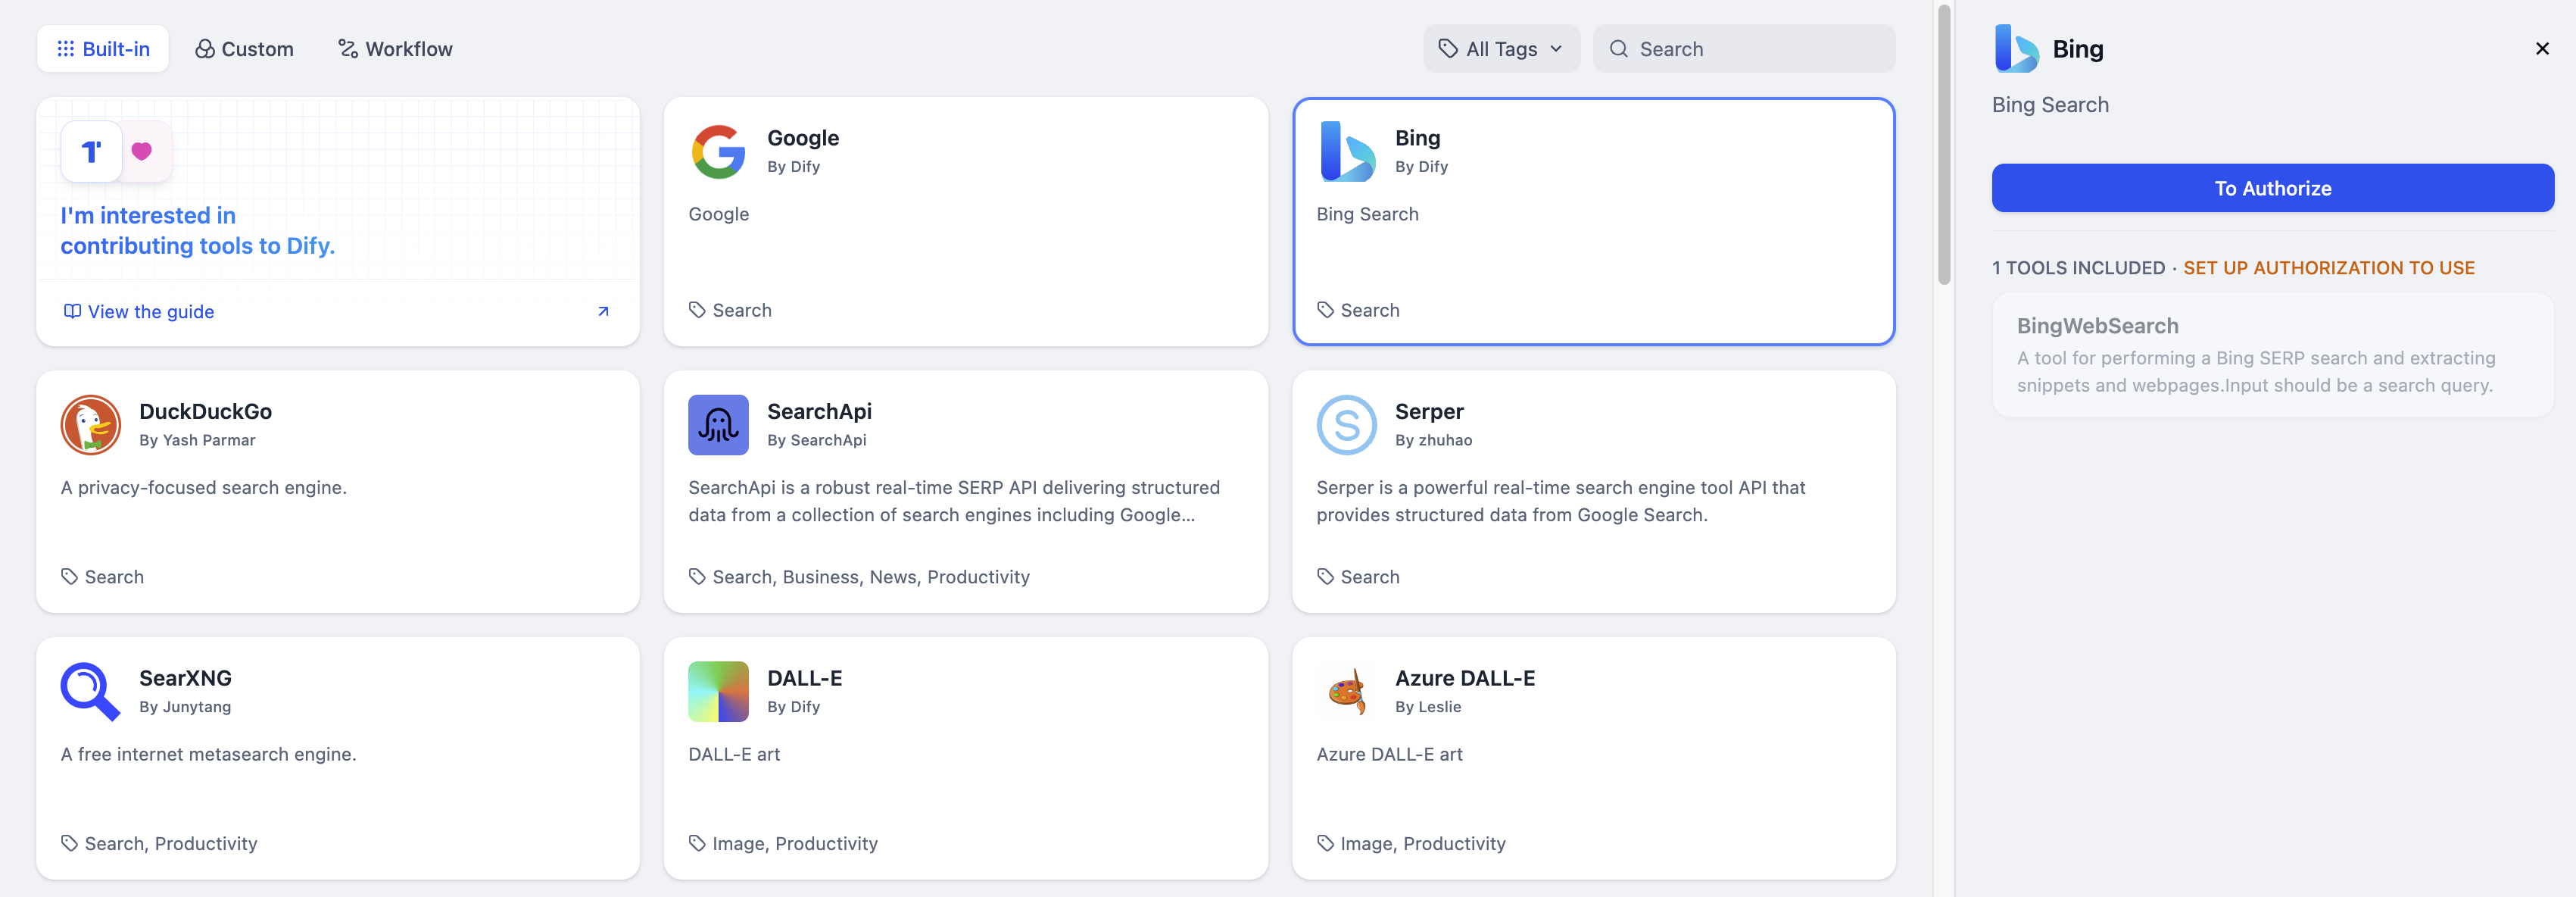 Built-in
Custom
Workflow
All Tags
Search
I'm interested in
contributing tools to Dify.
View the guide
Google
By Dify
Google
Search
Bing
By Dify
Bing Search
Search
DuckDuckGo
By Yash Parmar
A privacy-focused search engine.
Search
SearchApi
By SearchApi
SearchApi is a robust real-time SERP API delivering structured
data from a collection of search engines including Google...
Search, Business, News, Productivity
Serper
By zhuhao
Serper is a powerful real-time search engine tool API that
provides structured data from Google Search.
Search
SearXNG
By Junytang
A free internet metasearch engine.
Search, Productivity
DALL-E
By Dify
DALL-E art
Image, Productivity
Azure DALL-E
By Leslie
Azure DALL-E art
Image, Productivity
Bing
Bing Search
To Authorize
1 TOOLS INCLUDED · SET UP AUTHORIZATION TO USE
BingWebSearch
A tool for performing a Bing SERP search and extracting
snippets and webpages.Input should be a search query.